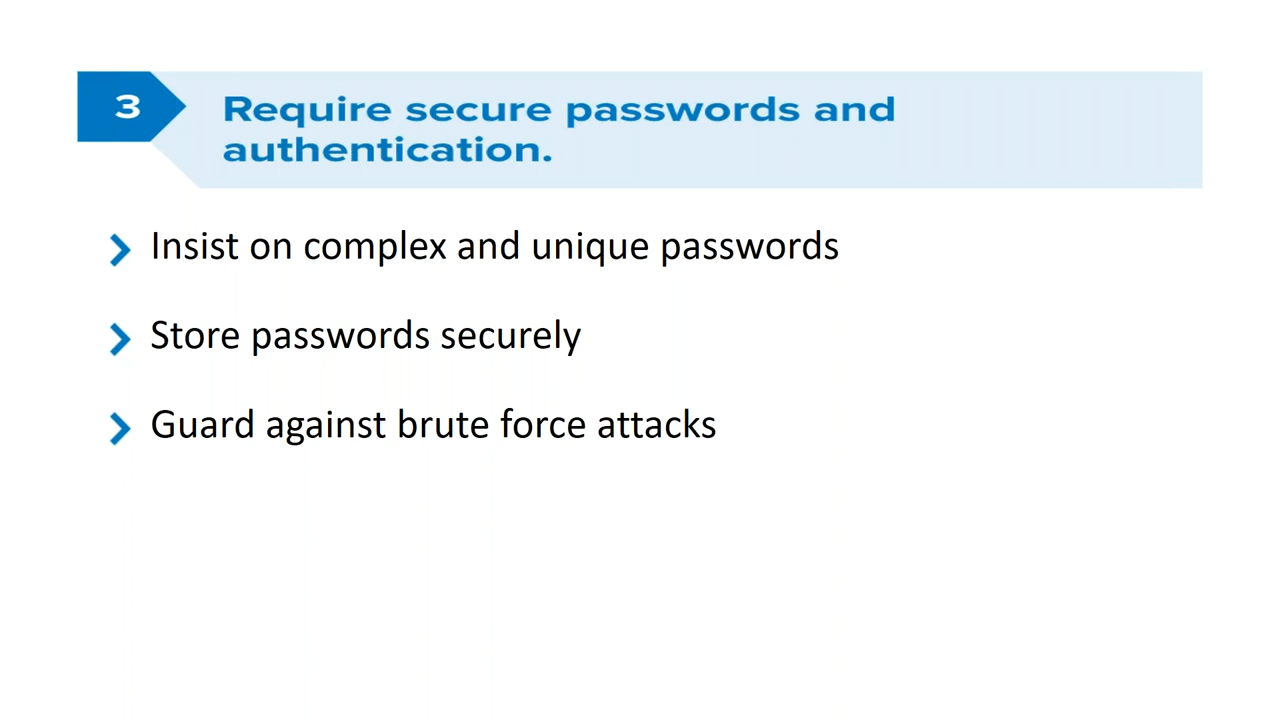 3
Require secure passwords and
authentication.
Insist on complex and unique passwords
Store passwords securely
Guard against brute force attacks